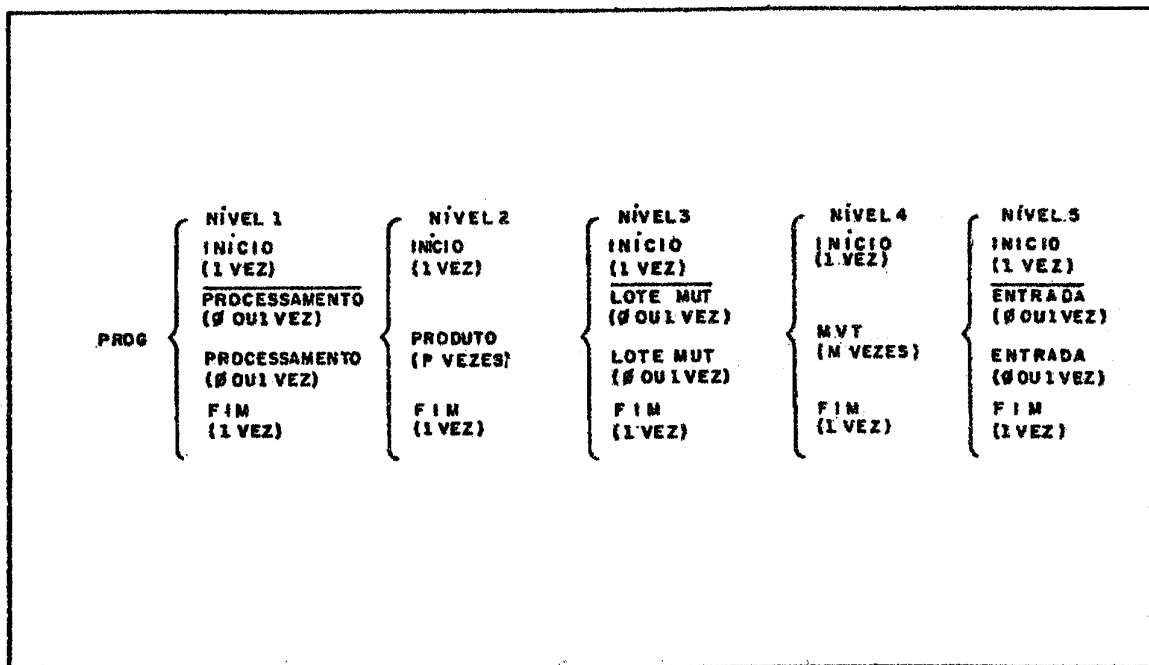 PROG
NÍVEL 1
INÍCIO
(1 VEZ)
PROCESSAMENTO
(Ø OU 1 VEZ)
PROCESSAMENTO
(Ø OU 1 VEZ)
FIM
(1 VEZ)
NÍVEL 2
INÍCIO
(1 VEZ)
PRODUTO
(P VEZES)
FIM
(1 VEZ)
NÍVEL 3
INÍCIO
(1 VEZ)
LOTE MUT
(Ø OU 1 VEZ)
LOTE MUT
(Ø OU 1 VEZ)
FIM
(1 VEZ)
NÍVEL 4
INÍCIO
(1 VEZ)
MVT
(M VEZES)
FIM
(1 VEZ)
NÍVEL 5
INÍCIO
(1 VEZ)
ENTRADA
(Ø OU 1 VEZ)
ENTRADA
(Ø OU 1 VEZ)
FIM
(1 VEZ)